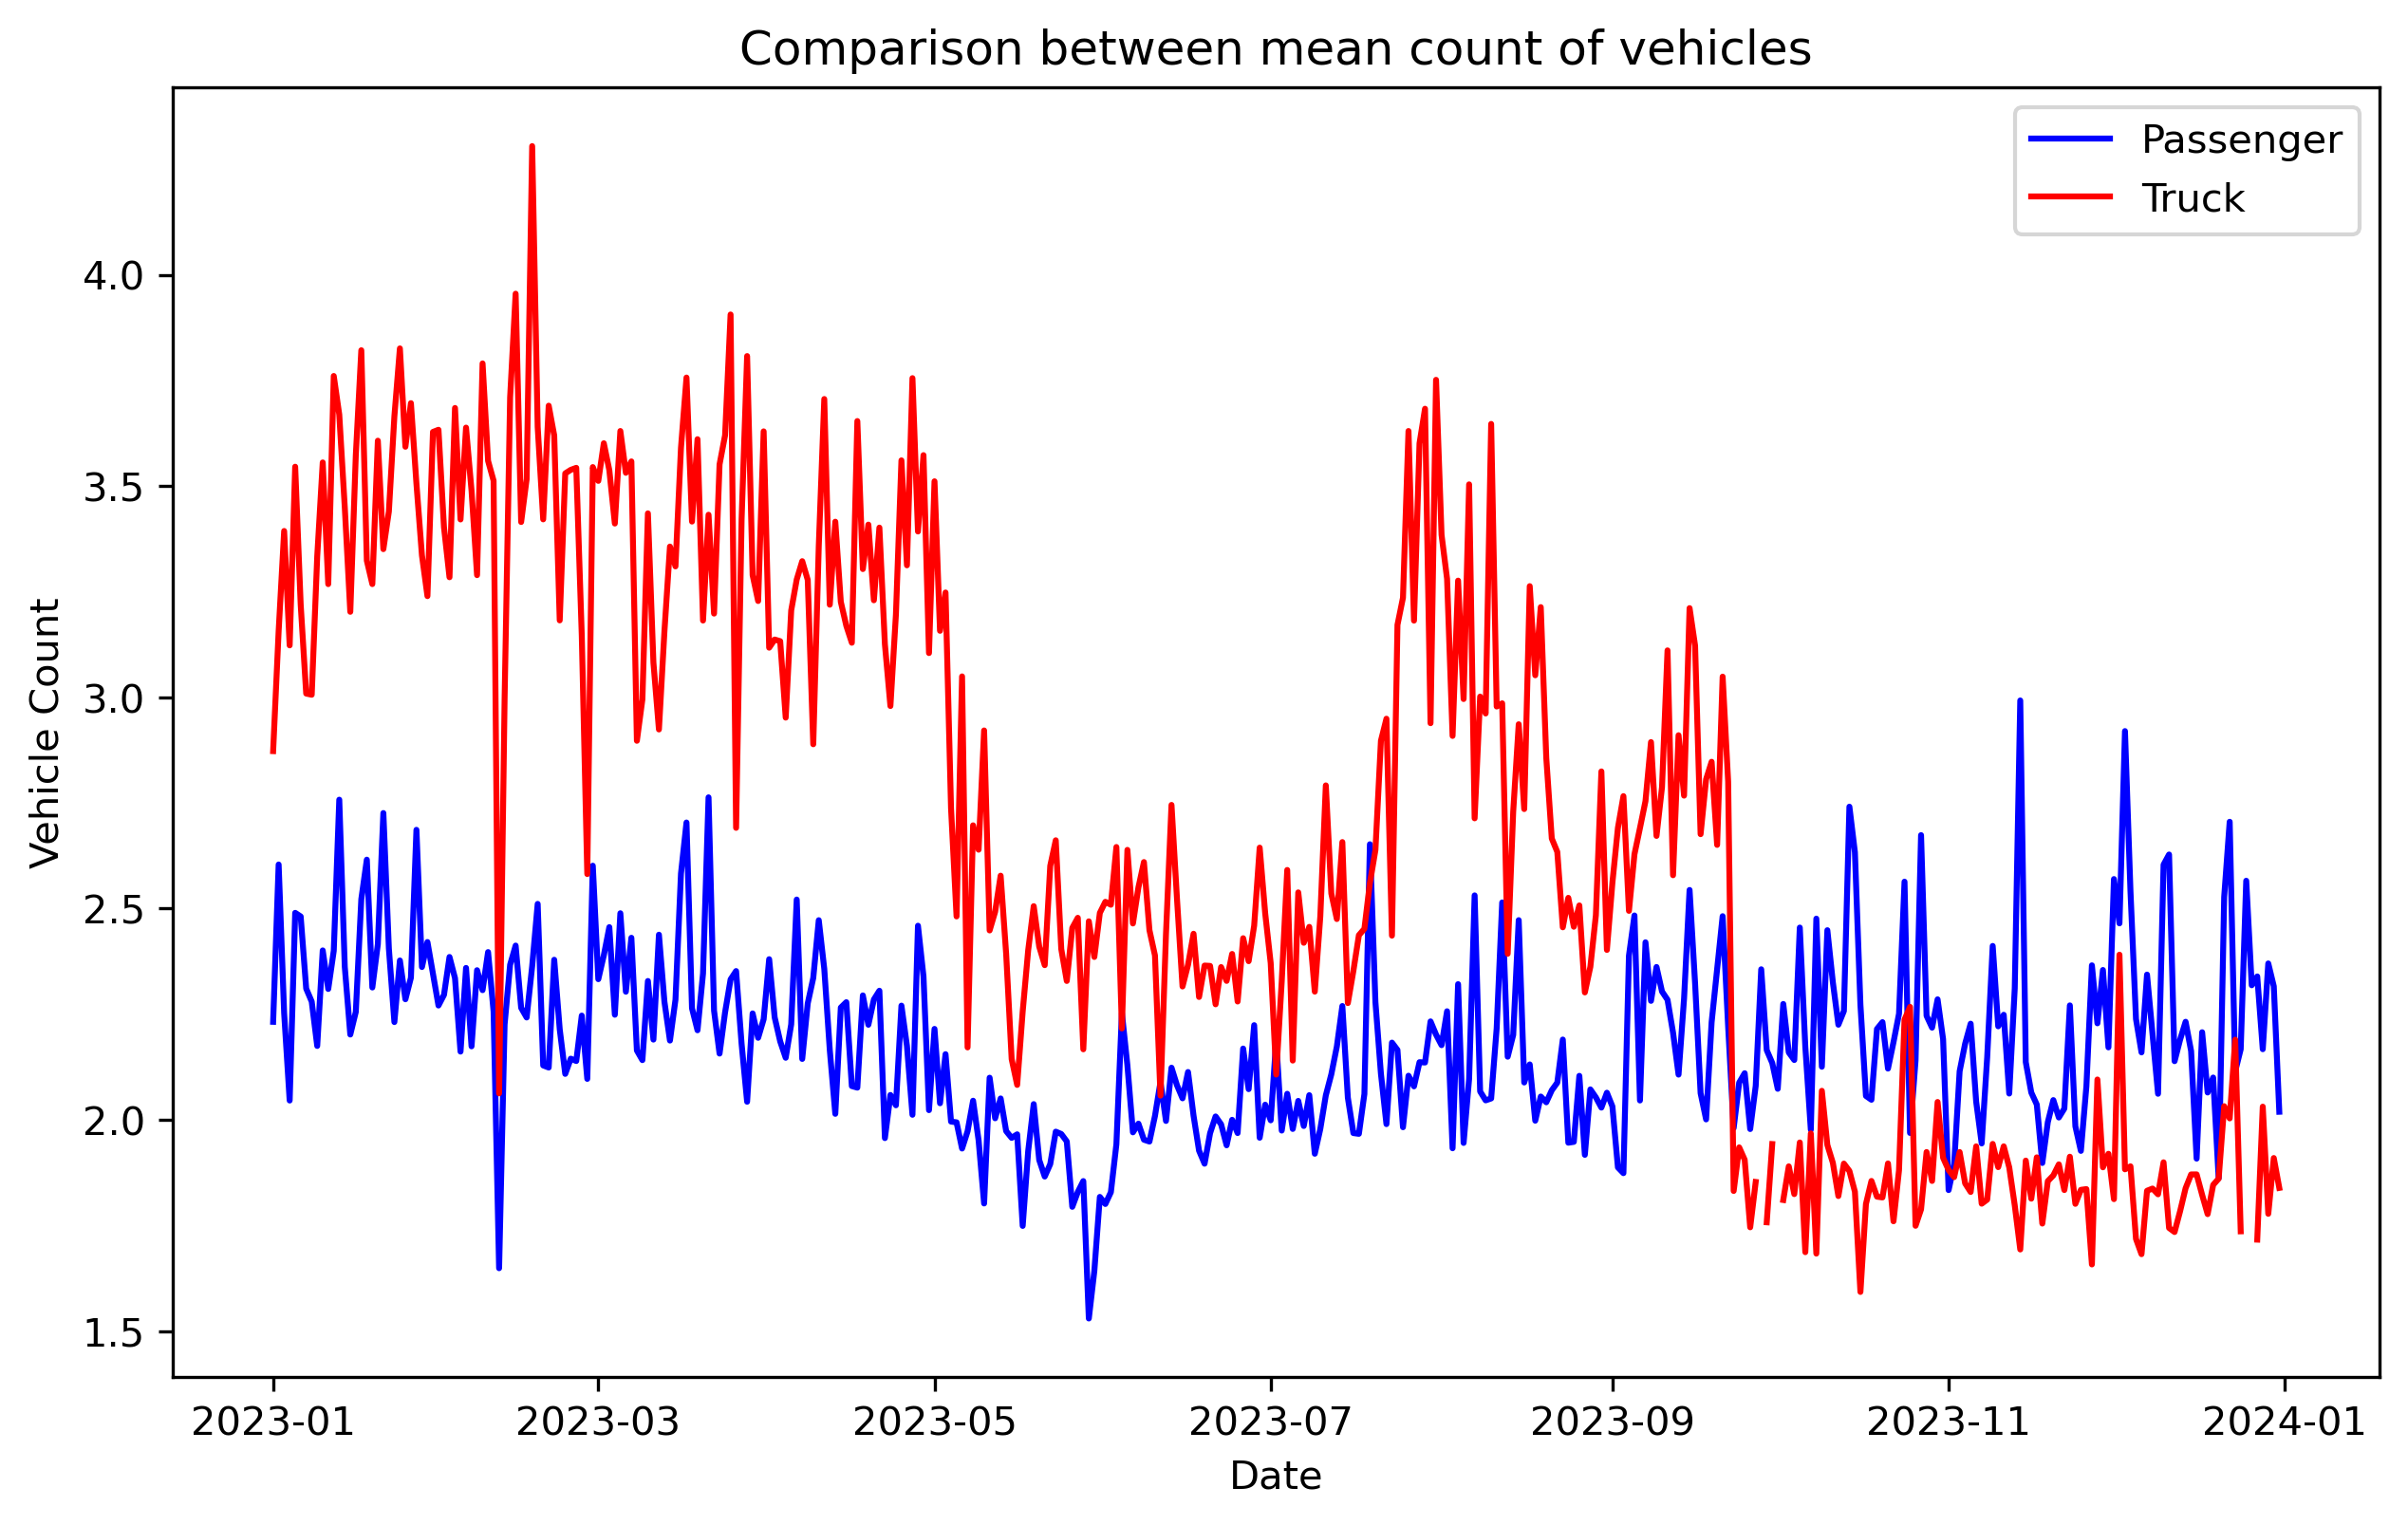 Comparison between mean count of vehicles
Passenger
Truck
Vehicle Count
4.0
3.5
3.0
2.5
2.0
1.5
2023-01
2023-03
2023-05
2023-07
2023-09
2023-11
2024-01
Date